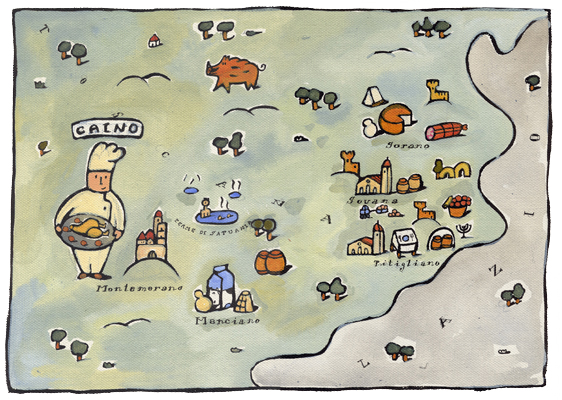 CAINO
Sorano
Sovana
TERME DI SATURNIA
Pitigliano
Montemerano
Manciano
L A Z I O